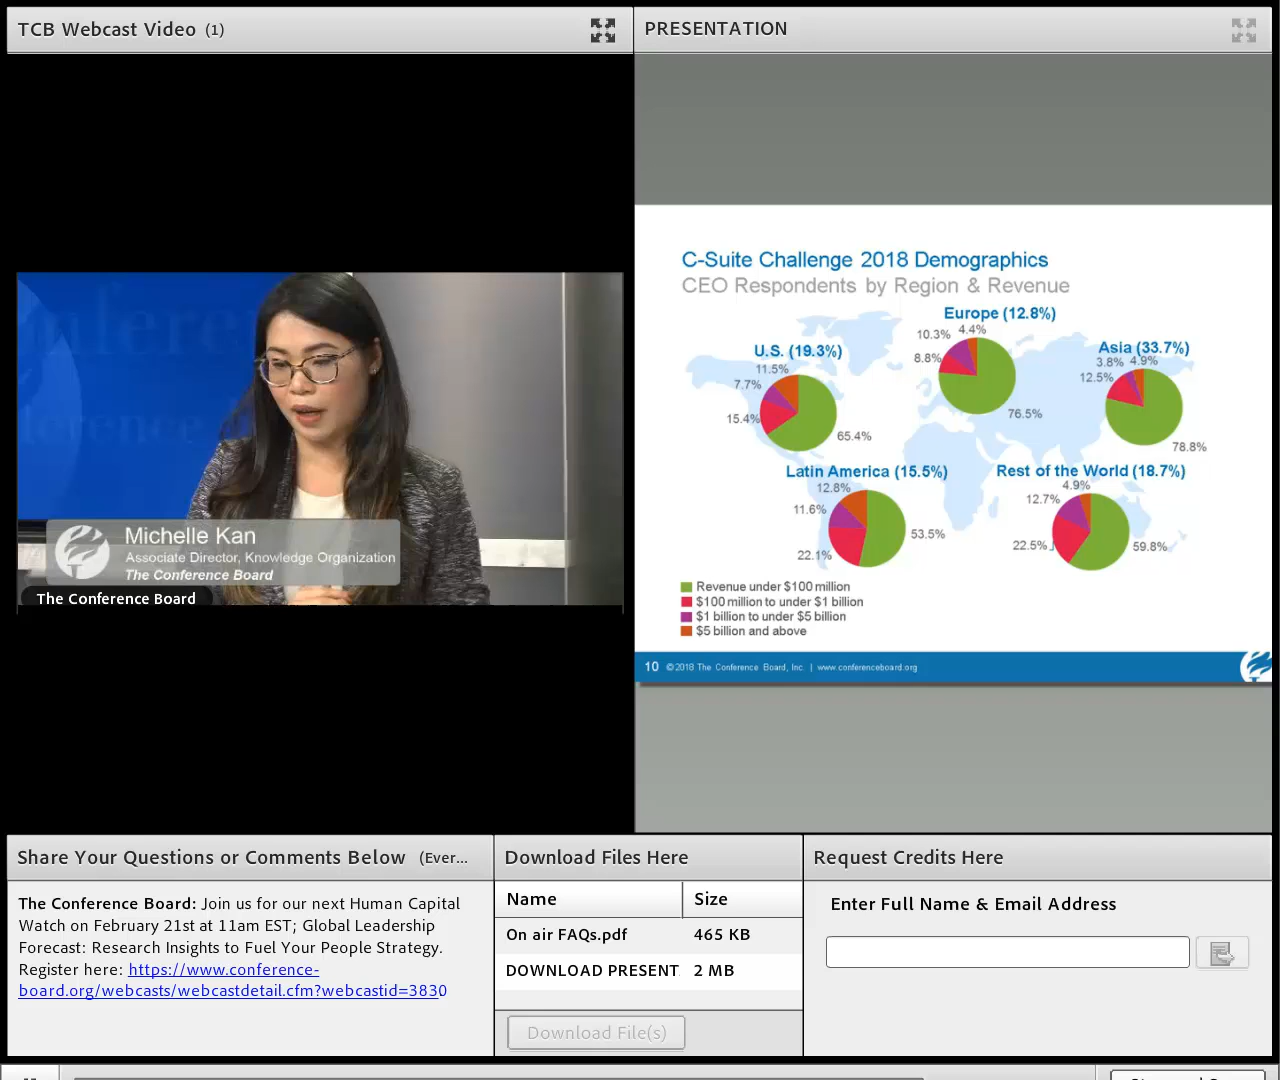 TCB Webcast Video (1)
PRESENTATION
C-Suite Challenge 2018 Demographics
CEO Respondents by Region & Revenue
Europe (12.8%)
10.3% 4.4%
8.8%
76.5%
U.S. (19.3%)
11.5%
7.7%
15.4%
65.4%
Asia (33.7%)
3.8% 4.9%
12.5%
78.8%
Latin America (15.5%)
12.8%
11.6%
22.1%
53.5%
Rest of the World (18.7%)
4.9%
12.7%
22.5%
59.8%
Revenue under $100 million
$100 million to under $1 billion
$1 billion to under $5 billion
$5 billion and above
10 © 2018 The Conference Board, Inc. | www.conferenceboard.org
Michelle Kan
Associate Director, Knowledge Organization
The Conference Board
The Conference Board
Share Your Questions or Comments Below (Ever...
The Conference Board: Join us for our next Human Capital
Watch on February 21st at 11am EST; Global Leadership
Forecast: Research Insights to Fuel Your People Strategy.
Register here: https://www.conference-
board.org/webcasts/webcastdetail.cfm?webcastid=3830
Download Files Here
Name Size
On air FAQs.pdf 465 KB
DOWNLOAD PRESENT 2 MB
Download File(s)
Request Credits Here
Enter Full Name & Email Address